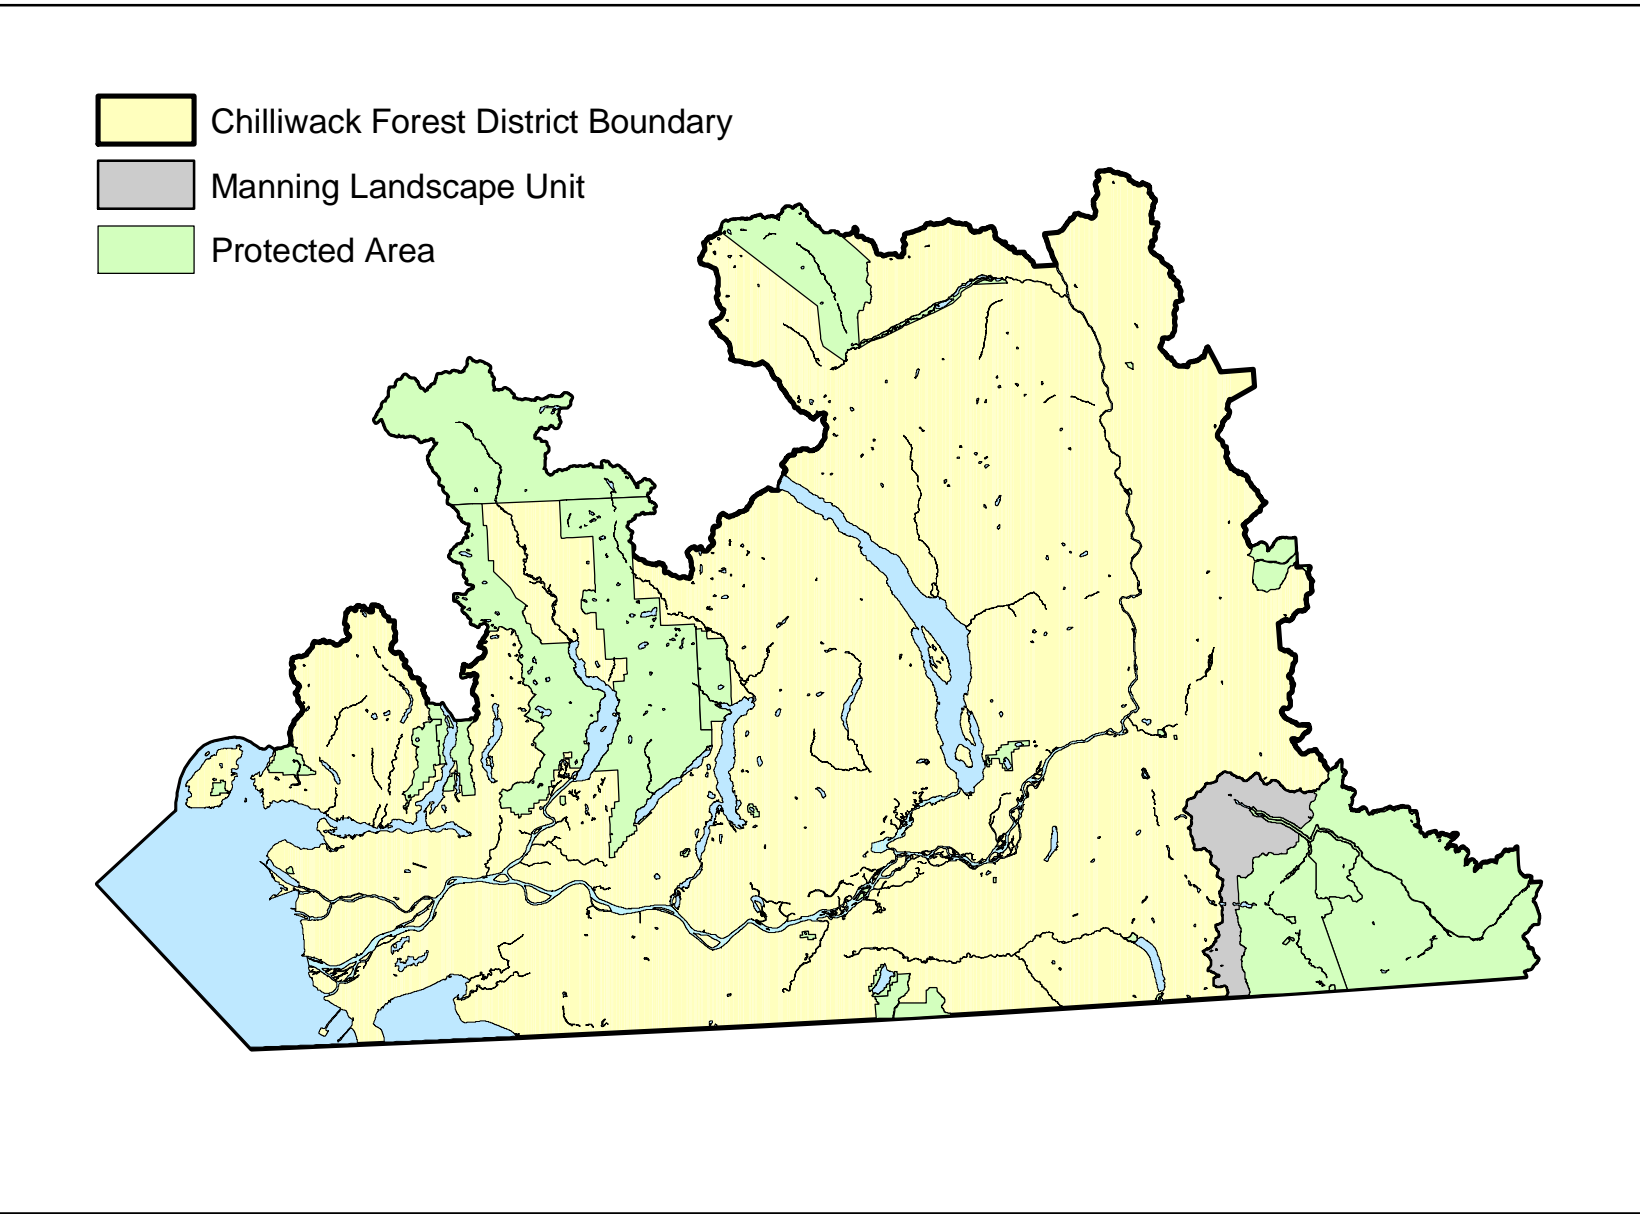 Chilliwack Forest District Boundary
Manning Landscape Unit
Protected Area